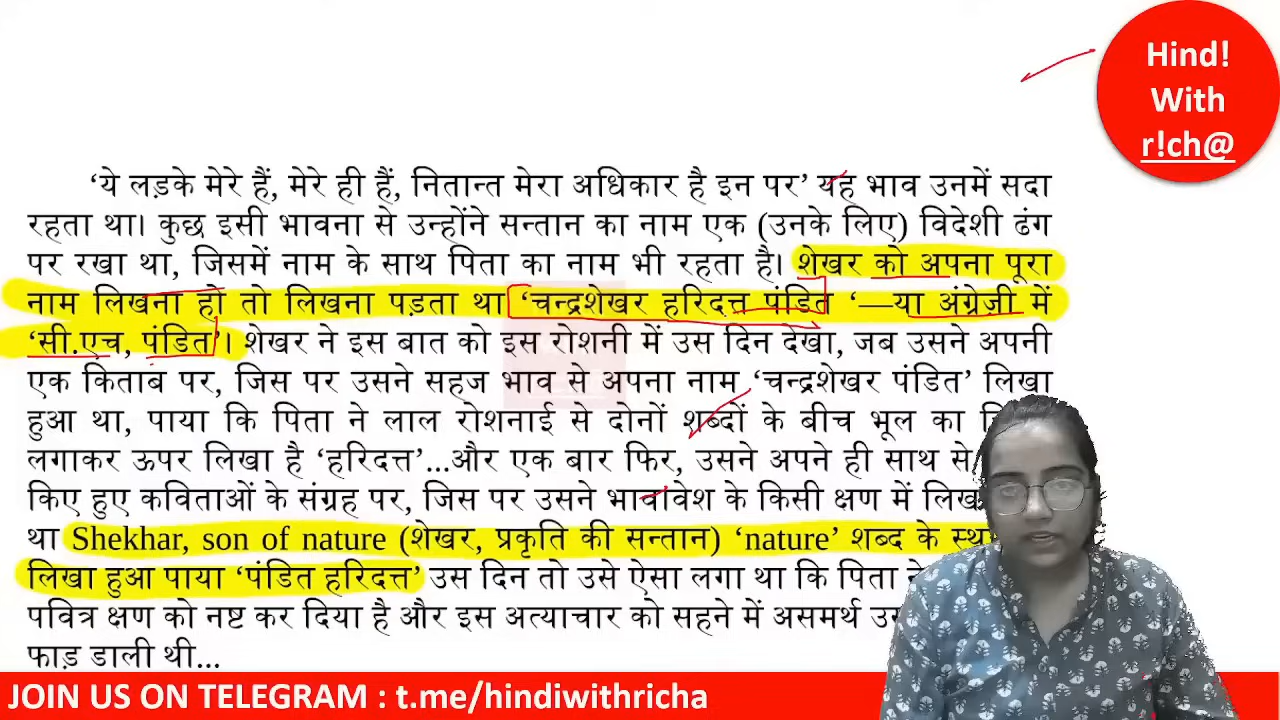 Hind!
With
r!ch@
‘ये लड़के मेरे हैं, मेरे ही हैं, नितान्त मेरा अधिकार है इन पर’ यह भाव उनमें सदा
रहता था। कुछ इसी भावना से उन्होंने सन्तान का नाम एक (उनके लिए) विदेशी ढंग
पर रखा था, जिसमें नाम के साथ पिता का नाम भी रहता है। शेखर को अपना पूरा
नाम लिखना हो तो लिखना पड़ता था ‘चन्द्रशेखर हरिदत्त पंडित ‘—या अंग्रेज़ी में
‘सी.एच, पंडित’। शेखर ने इस बात को इस रोशनी में उस दिन देखा, जब उसने अपनी
एक किताब पर, जिस पर उसने सहज भाव से अपना नाम ‘चन्द्रशेखर पंडित’ लिखा
हुआ था, पाया कि पिता ने लाल रोशनाई से दोनों शब्दों के बीच भूल का
लगाकर ऊपर लिखा है ‘हरिदत्त’...और एक बार फिर, उसने अपने ही साथ से
किए हुए कविताओं के संग्रह पर, जिस पर उसने भावावेश के किसी क्षण में
था Shekhar, son of nature (शेखर, प्रकृति की सन्तान) ‘nature’ शब्द के
लिखा हुआ पाया ‘पंडित हरिदत्त’ उस दिन तो उसे ऐसा लगा था कि पिता
पवित्र क्षण को नष्ट कर दिया है और इस अत्याचार को सहने में असमर्थ
फाड़ डाली थी...
JOIN US ON TELEGRAM : t.me/hindiwithricha